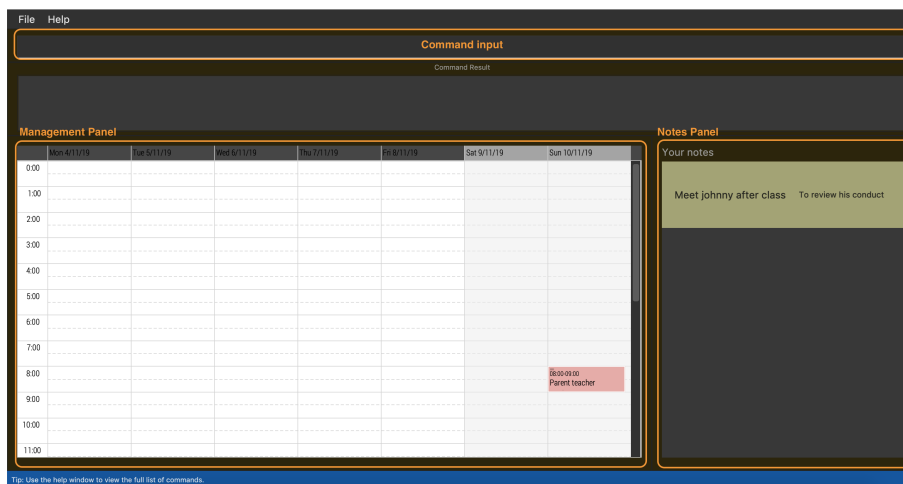 File Help
Command input
Command Result
Management Panel
Notes Panel
Mon 4/11/19 Tue 5/11/19 Wed 6/11/19 Thu 7/11/19 Fri 8/11/19 Sat 9/11/19 Sun 10/11/19
Your notes
0:00
1:00
Meet johnny after class To review his conduct
2:00
3:00
4:00
5:00
6:00
7:00
8:00
08:00-09:00
Parent teacher
9:00
10:00
11:00
Tip: Use the help window to view the full list of commands.